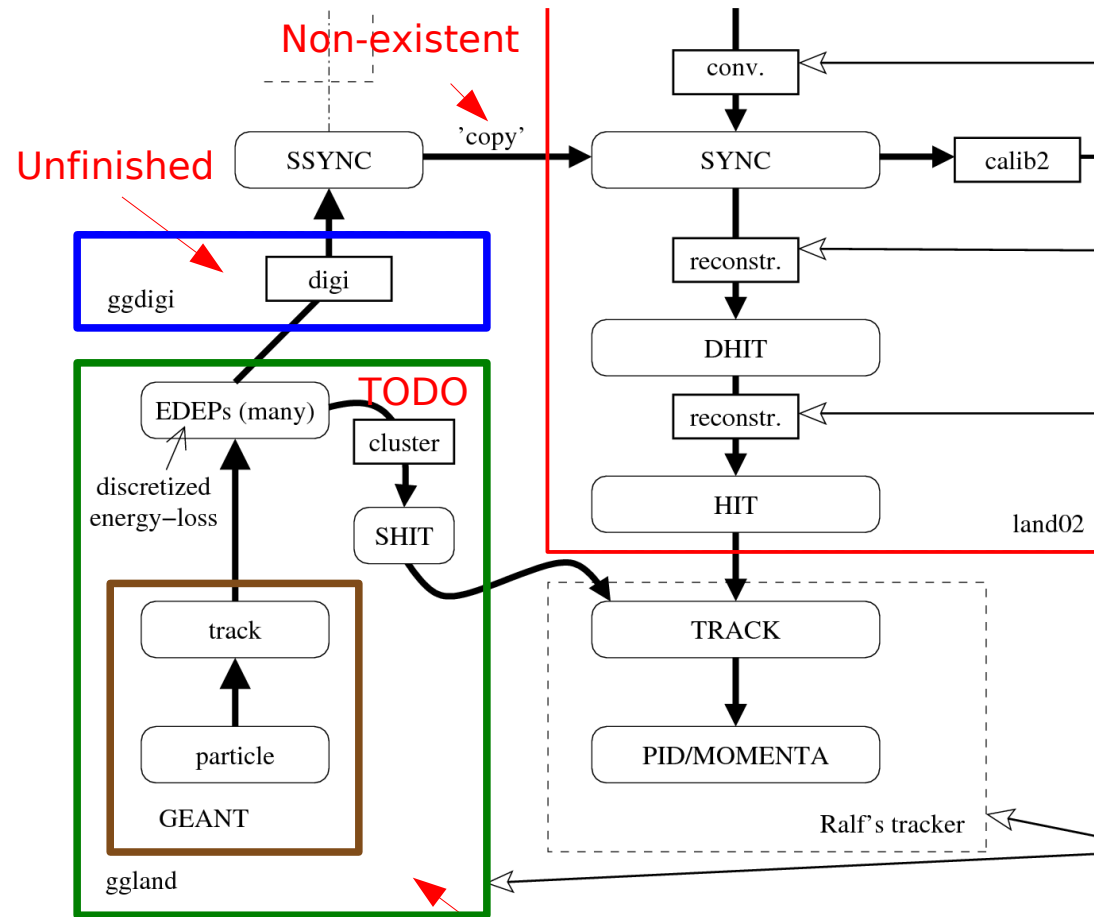 Non-existent
conv.
'copy'
SSYNC
SYNC
calib2
Unfinished
reconstr.
digi
ggdigi
DHIT
TODO
EDEPs (many)
reconstr.
cluster
discretized
energy−loss
HIT
land02
SHIT
track
TRACK
particle
PID/MOMENTA
GEANT
Ralf's tracker
ggland